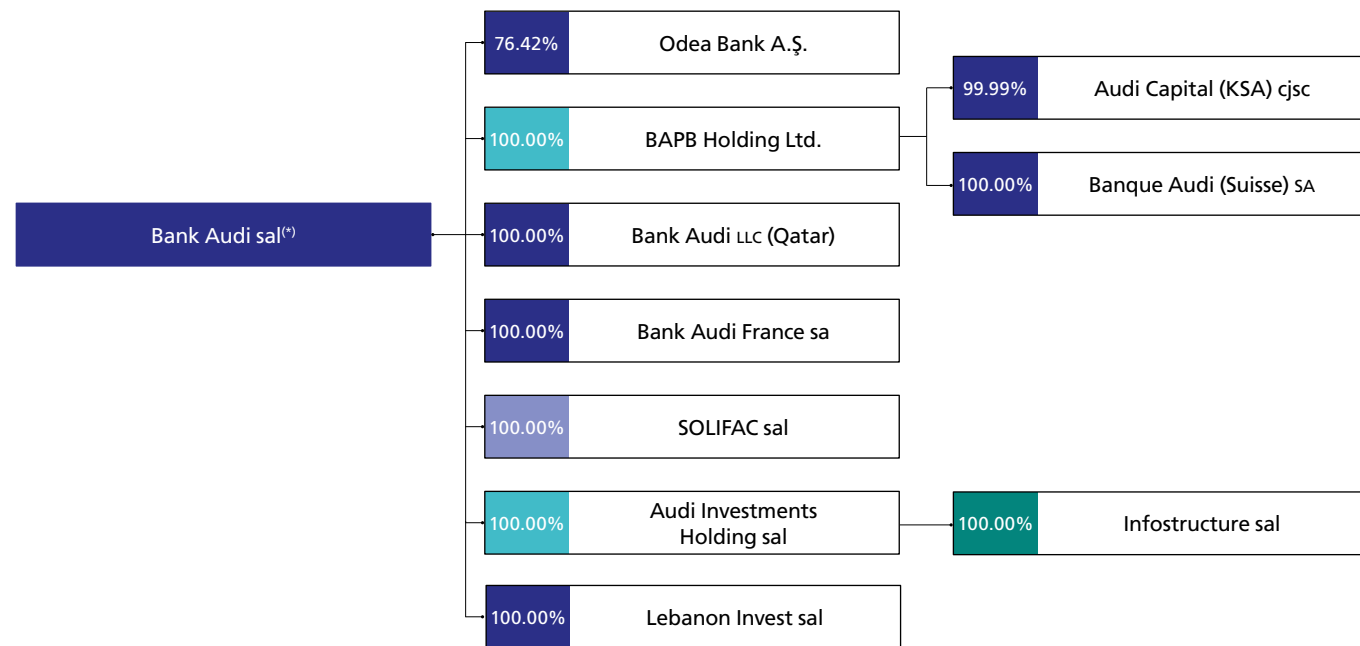 Bank Audi sal(*)
76.42%
Odea Bank A.Ş.
100.00%
BAPB Holding Ltd.
99.99%
Audi Capital (KSA) cjsc
100.00%
Banque Audi (Suisse) SA
100.00%
Bank Audi LLC (Qatar)
100.00%
Bank Audi France sa
100.00%
SOLIFAC sal
100.00%
Audi Investments
Holding sal
100.00%
Infostructure sal
100.00%
Lebanon Invest sal